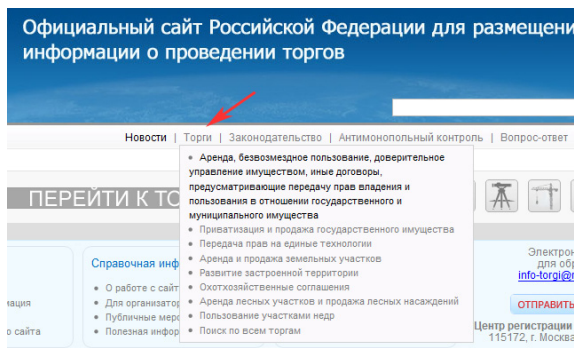 Официальный сайт Российской Федерации для размещени
информации о проведении торгов
Новости | Торги | Законодательство | Антимонопольный контроль | Вопрос-ответ
• Аренда, безвозмездное пользование, доверительное
управление имуществом, иные договоры,
предусматривающие передачу прав владения и
пользования в отношении государственного и
муниципального имущества
• Приватизация и продажа государственного имущества
• Передача прав на единые технологии
• Аренда и продажа земельных участков
• Развитие застроенной территории
• Охотхозяйственные соглашения
• Аренда лесных участков и продажа лесных насаждений
• Пользование участками недр
• Поиск по всем торгам
ПЕРЕЙТИ К ТО
мация
о сайта
Справочная инф
• О работе с сайт
• Для организатор
• Публичные меро
• Полезная инфор
Электрон
для обр
info-torgi@r
ОТПРАВИТЬ
Центр регистрации
115172, г. Москва